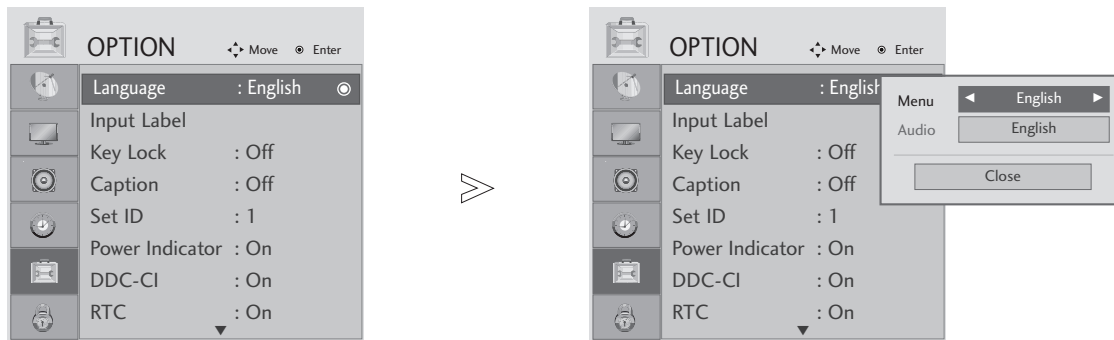 OPTION Move Enter
Language : English
Input Label
Key Lock : Off
Caption : Off
Set ID : 1
Power Indicator : On
DDC-CI : On
RTC : On
OPTION Move Enter
Language : English
Input Label
Key Lock : Off
Caption : Off
Set ID : 1
Power Indicator : On
DDC-CI : On
RTC : On
Menu ◄ English ►
Audio English
Close